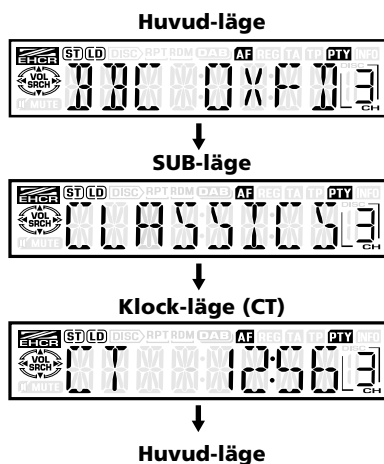 Huvud-läge
EHCR ST LD DISC RPT RDM DAB AF REG TA TP PTY INFO
VOL SRCH MUTE BBC OXFD DISC 3 CH
SUB-läge
EHCR ST LD DISC RPT RDM DAB AF REG TA TP PTY INFO
VOL SRCH MUTE CLASSICS DISC 3 CH
Klock-läge (CT)
EHCR ST LD DISC RPT RDM DAB AF REG TA TP PTY INFO
VOL SRCH MUTE CT 12:56 DISC 3 CH
Huvud-läge